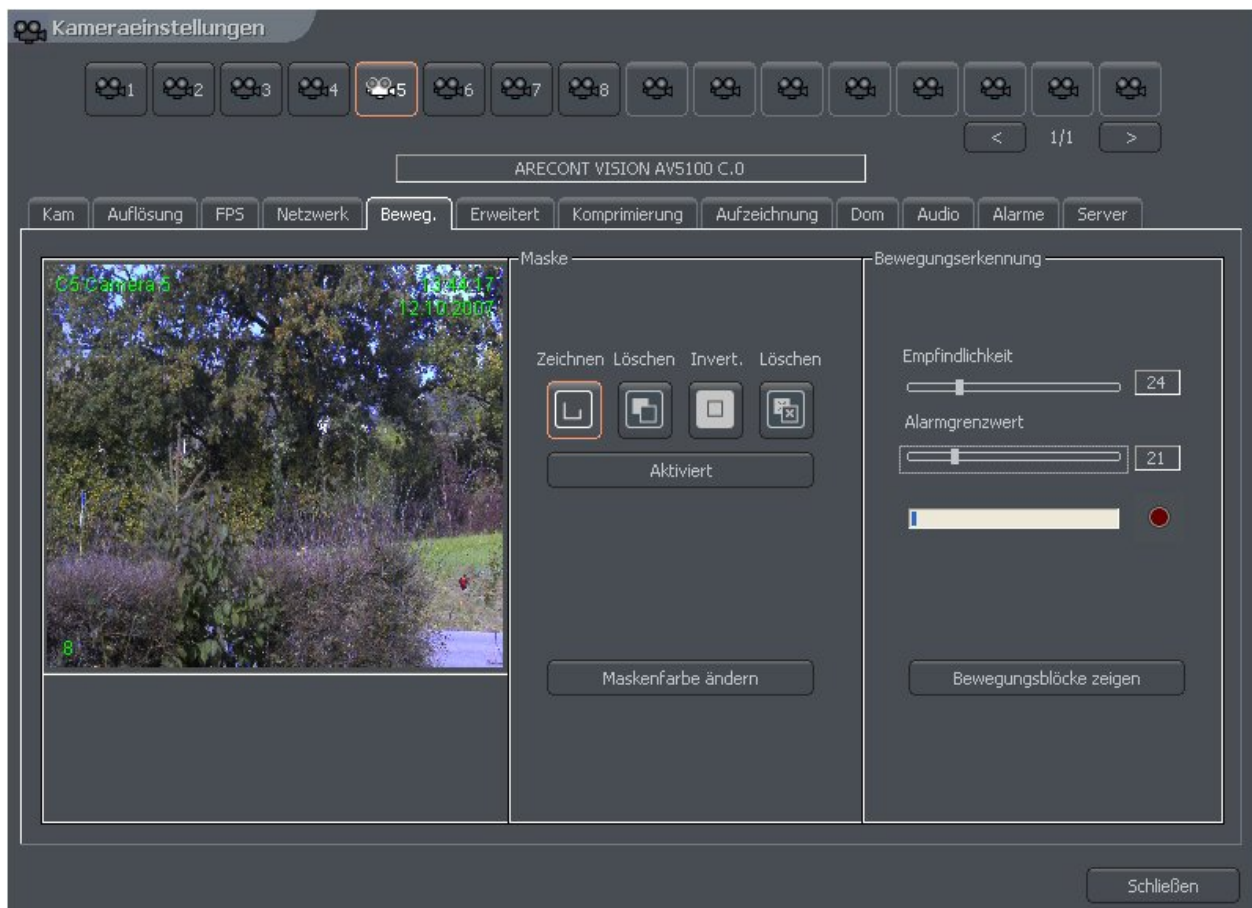 Kameraeinstellungen
1 2 3 4 5 6 7 8
< 1/1 >
ARECONT VISION AV5100 C.0
Kam Auflösung FPS Netzwerk Beweg. Erweitert Komprimierung Aufzeichnung Dom Audio Alarme Server
C5 Camera 5 13:44:17
12.10.2007
8
Maske
Zeichnen Löschen Invert. Löschen
Aktiviert
Maskenfarbe ändern
Bewegungserkennung
Empfindlichkeit
24
Alarmgrenzwert
21
Bewegungsblöcke zeigen
Schließen